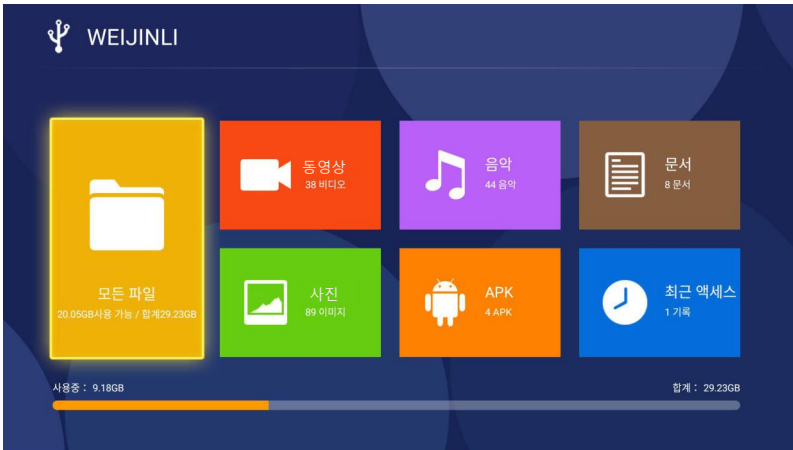 WEIJINLI
동영상
38 비디오
음악
44 음악
문서
8 문서
모든 파일
20.05GB사용 가능 / 합계29.23GB
사진
89 이미지
APK
4 APK
최근 액세스
1 기록
사용중 : 9.18GB
합계 : 29.23GB